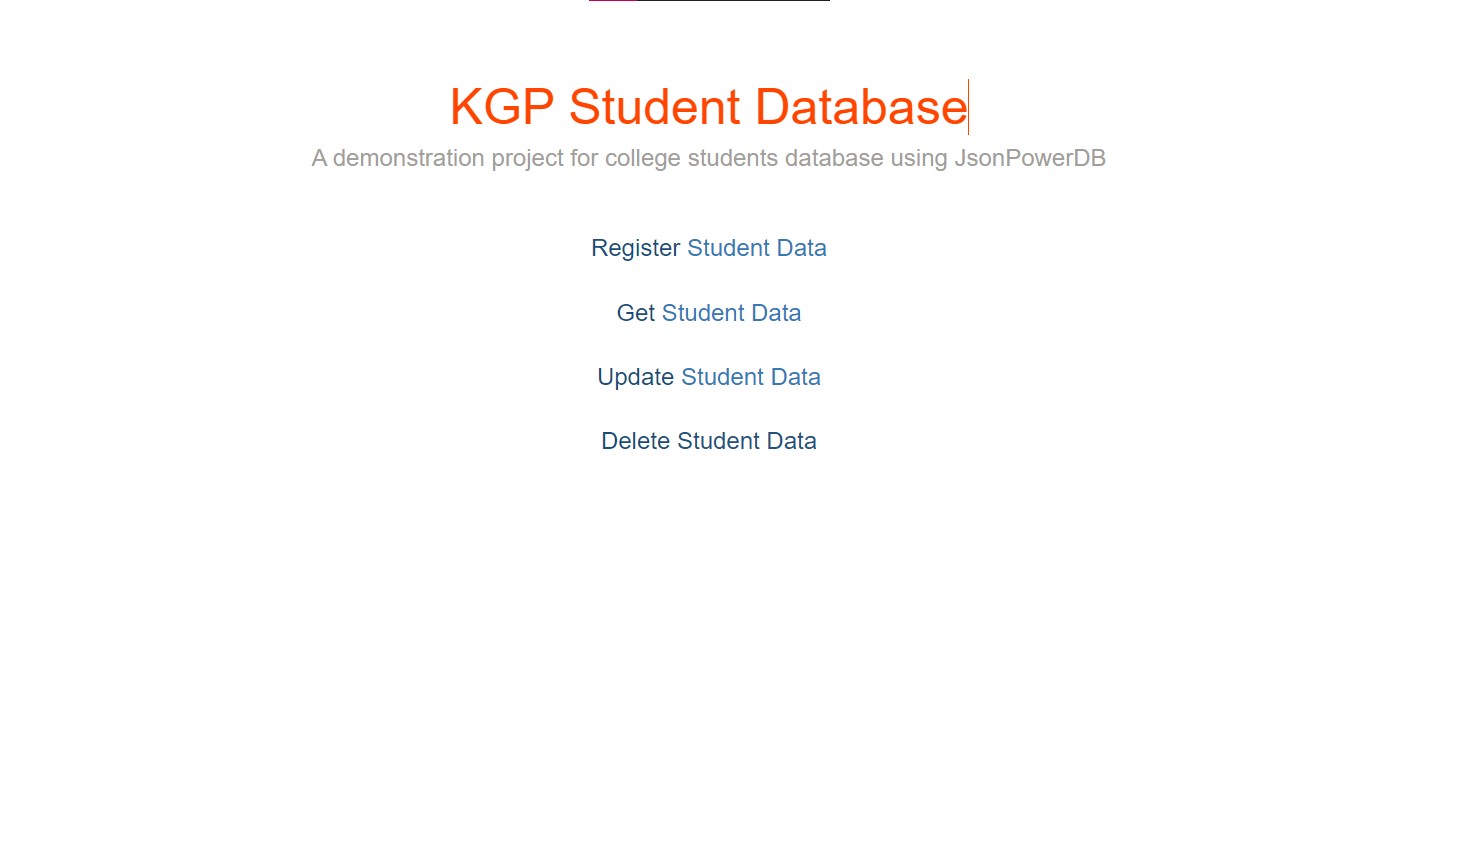 KGP Student Database
A demonstration project for college students database using JsonPowerDB
Register Student Data
Get Student Data
Update Student Data
Delete Student Data